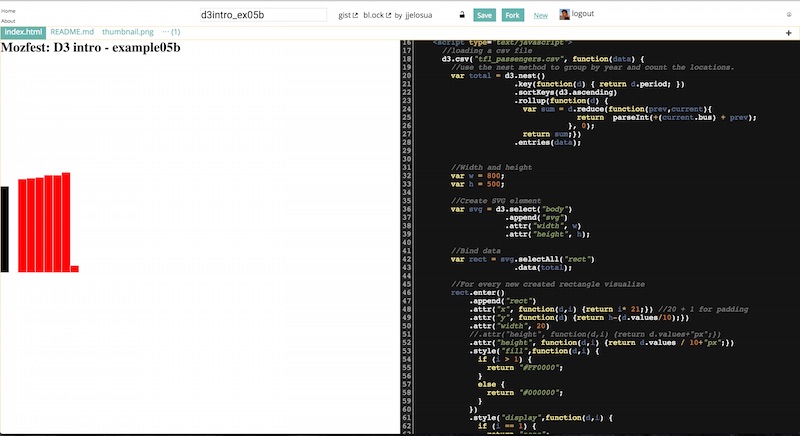 Home
About
d3intro_ex05b
gist bl.ock by jjelosua
Save Fork New logout
index.html README.md thumbnail.png ··· (1) +
Mozfest: D3 intro - example05b
16 <script type="text/javascript">
17 //loading a csv file
18 d3.csv("tfl_passengers.csv", function(data) {
19 //use the nest method to group by year and count the locations.
20 var total = d3.nest()
21 .key(function(d) { return d.period; })
22 .sortKeys(d3.ascending)
23 .rollup(function(d) {
24 var sum = d.reduce(function(prev,current){
25 return parseInt(+(current.bus) + prev);
26 }, 0);
27 return sum;})
28 .entries(data);
29
30
31 //Width and height
32 var w = 800;
33 var h = 500;
34
35 //Create SVG element
36 var svg = d3.select("body")
37 .append("svg")
38 .attr("width", w)
39 .attr("height", h);
40
41 //Bind data
42 var rect = svg.selectAll("rect")
43 .data(total);
44
45 //For every new created rectangle visualize
46 rect.enter()
47 .append("rect")
48 .attr("x", function(d,i) {return i* 21;}) //20 + 1 for padding
49 .attr("y", function(d) {return h-(d.values/10);})
50 .attr("width", 20)
51 //.attr("height", function(d,i) {return d.values+"px";})
52 .attr("height", function(d,i) {return d.values / 10+"px";})
53 .style("fill",function(d,i) {
54 if (i > 1) {
55 return "#FF0000";
56 }
57 else {
58 return "#000000";
59 }
60 })
61 .style("display",function(d,i) {
62 if (i == 1) {